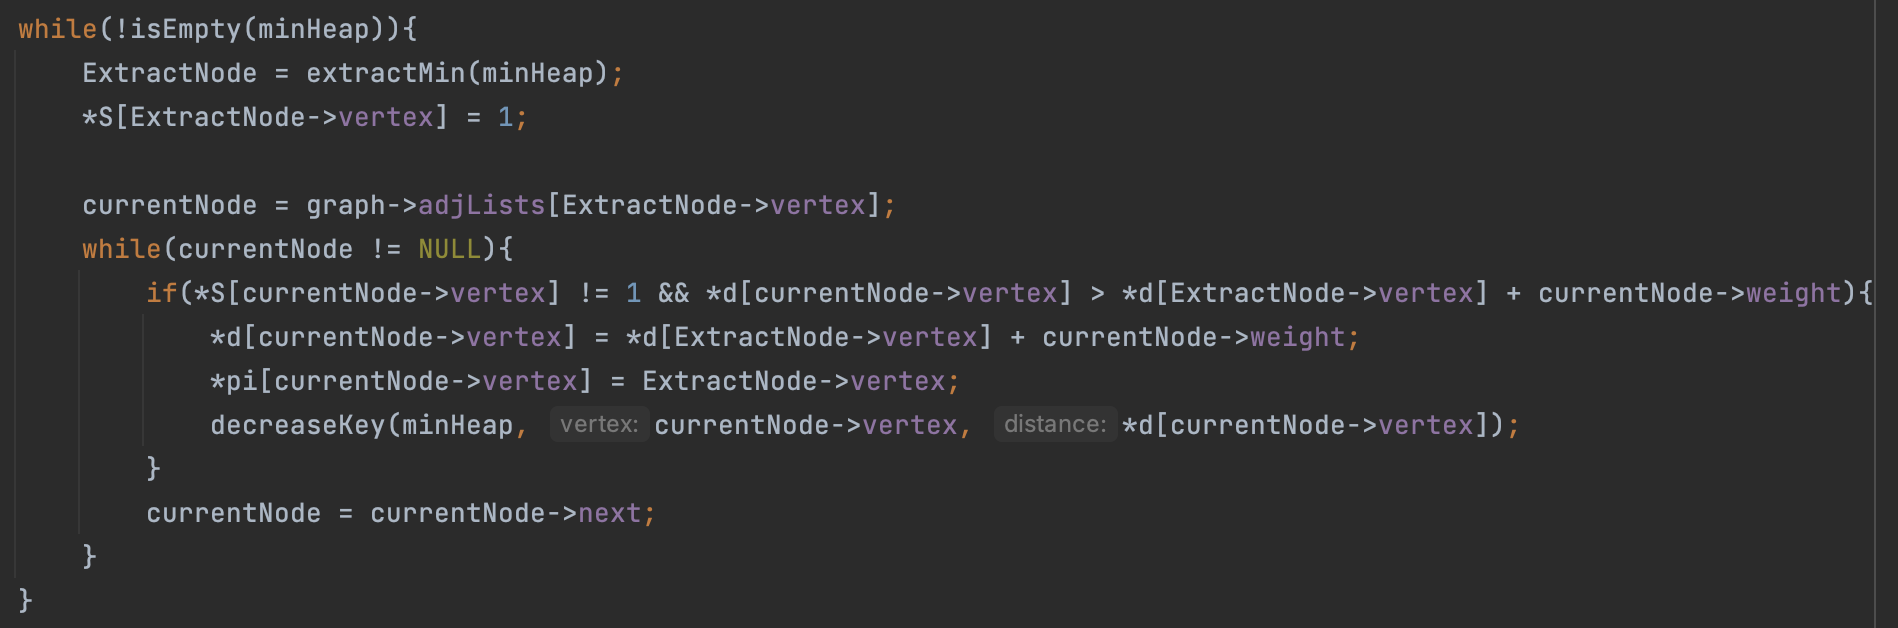 while(!isEmpty(minHeap)){
ExtractNode = extractMin(minHeap);
*S[ExtractNode->vertex] = 1;
currentNode = graph->adjLists[ExtractNode->vertex];
while(currentNode != NULL){
if(*S[currentNode->vertex] != 1 && *d[currentNode->vertex] > *d[ExtractNode->vertex] + currentNode->weight){
*d[currentNode->vertex] = *d[ExtractNode->vertex] + currentNode->weight;
*pi[currentNode->vertex] = ExtractNode->vertex;
decreaseKey(minHeap, vertex: currentNode->vertex, distance: *d[currentNode->vertex]);
}
currentNode = currentNode->next;
}
}